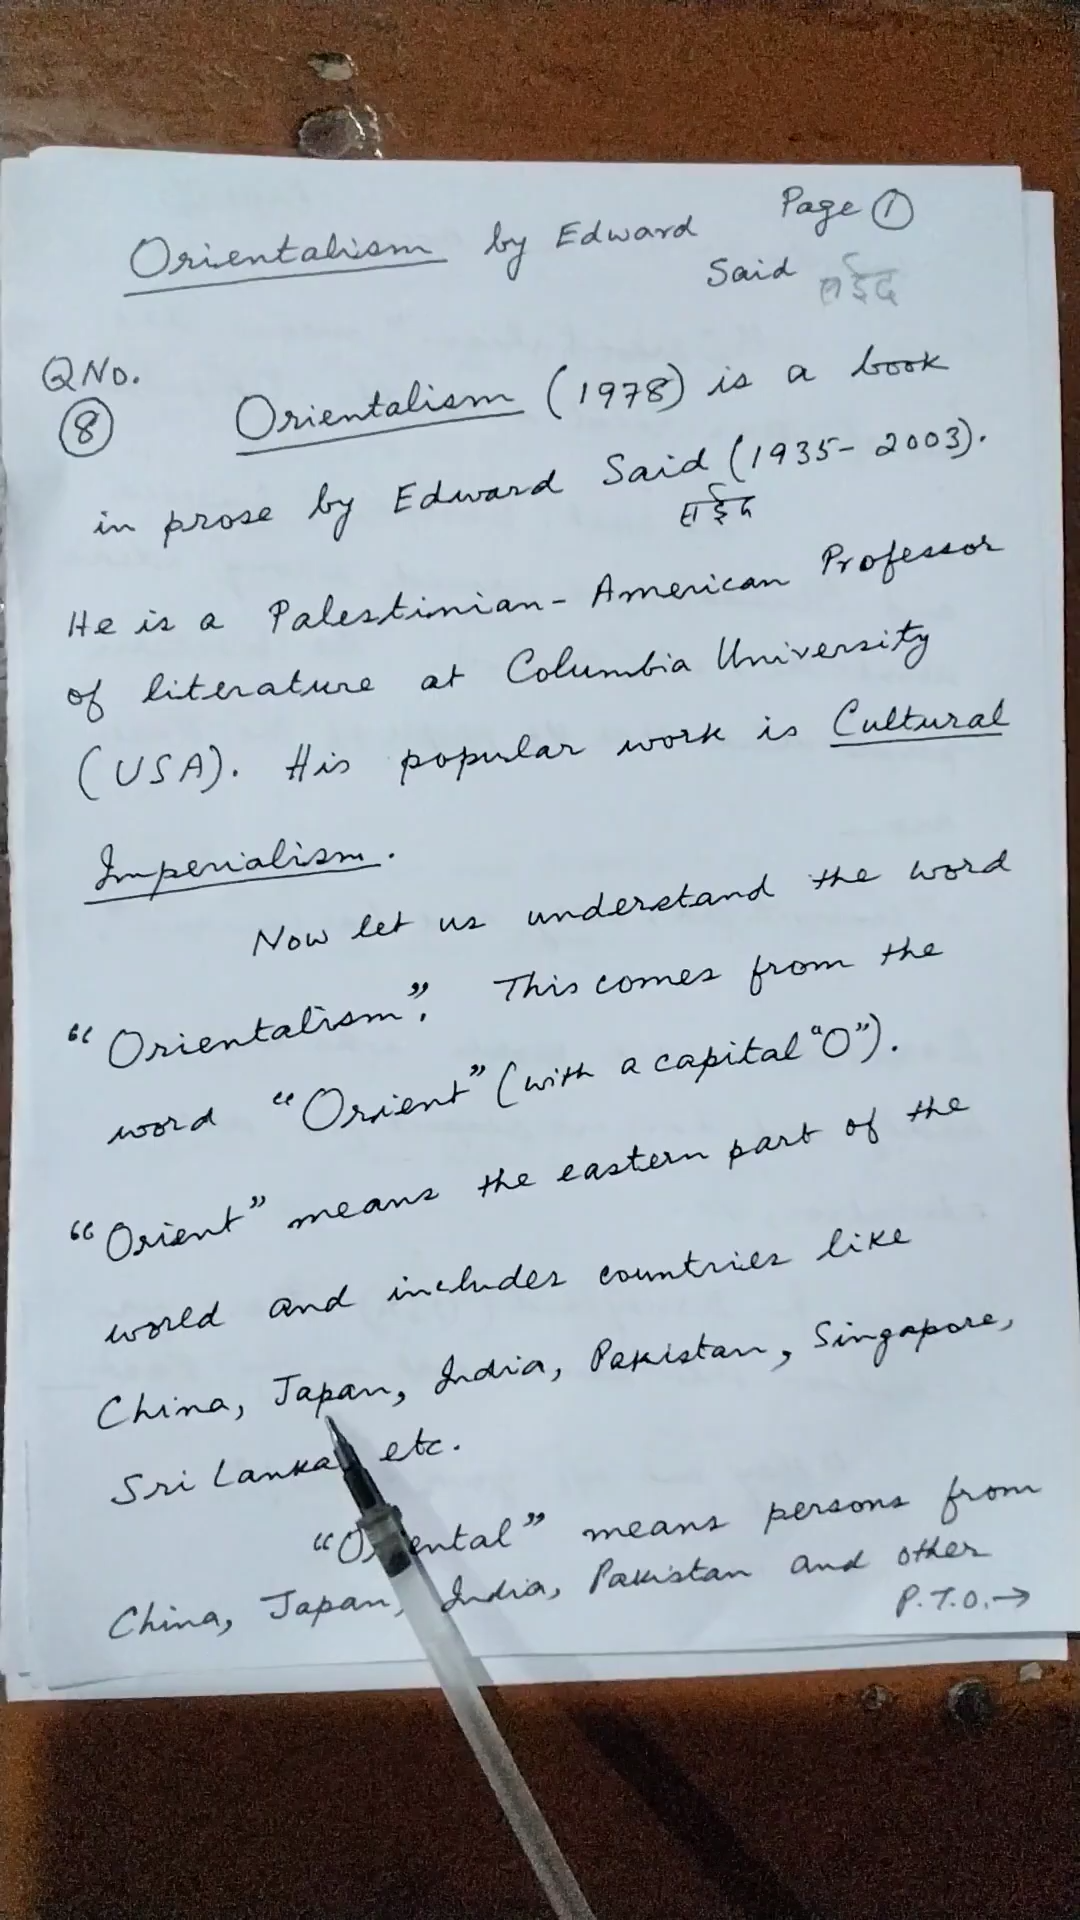 Page ①
Orientalism by Edward
Said सईद
Q No.
⑧ Orientalism (1978) is a book
in prose by Edward Said (1935-2003).
सईद
He is a Palestinian-American Professor
of literature at Columbia University
(USA). His popular work is Cultural
Imperialism.
Now let us understand the word
"Orientalism". This comes from the
word "Orient" (with a capital "O").
"Orient" means the eastern part of the
world and includes countries like
China, Japan, India, Pakistan, Singapore,
Sri Lanka etc.
means persons from
China, Japan, India, Pakistan and other
P.T.O.→